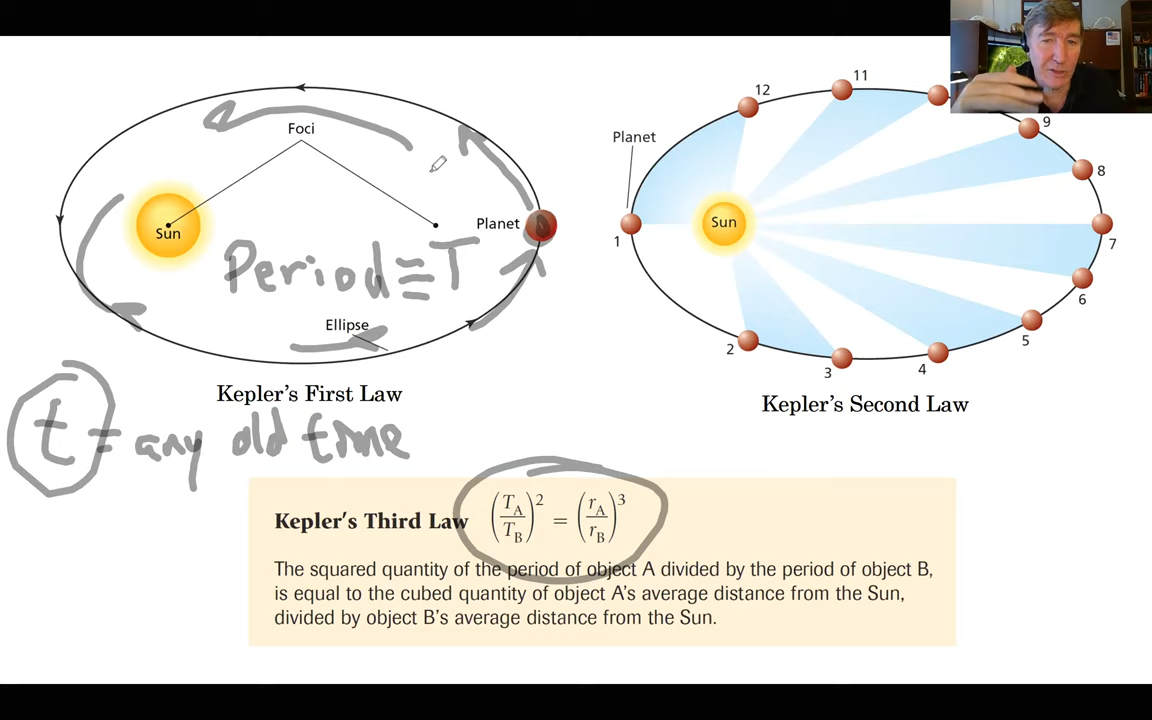 Foci
Sun
Planet
Period ≡ T
Ellipse
Kepler's First Law
t = any old time
12
11
9
8
7
6
5
4
3
2
1
Planet
Sun
Kepler's Second Law
Kepler's Third Law (T_A/T_B)^2 = (r_A/r_B)^3
The squared quantity of the period of object A divided by the period of object B,
is equal to the cubed quantity of object A's average distance from the Sun,
divided by object B's average distance from the Sun.